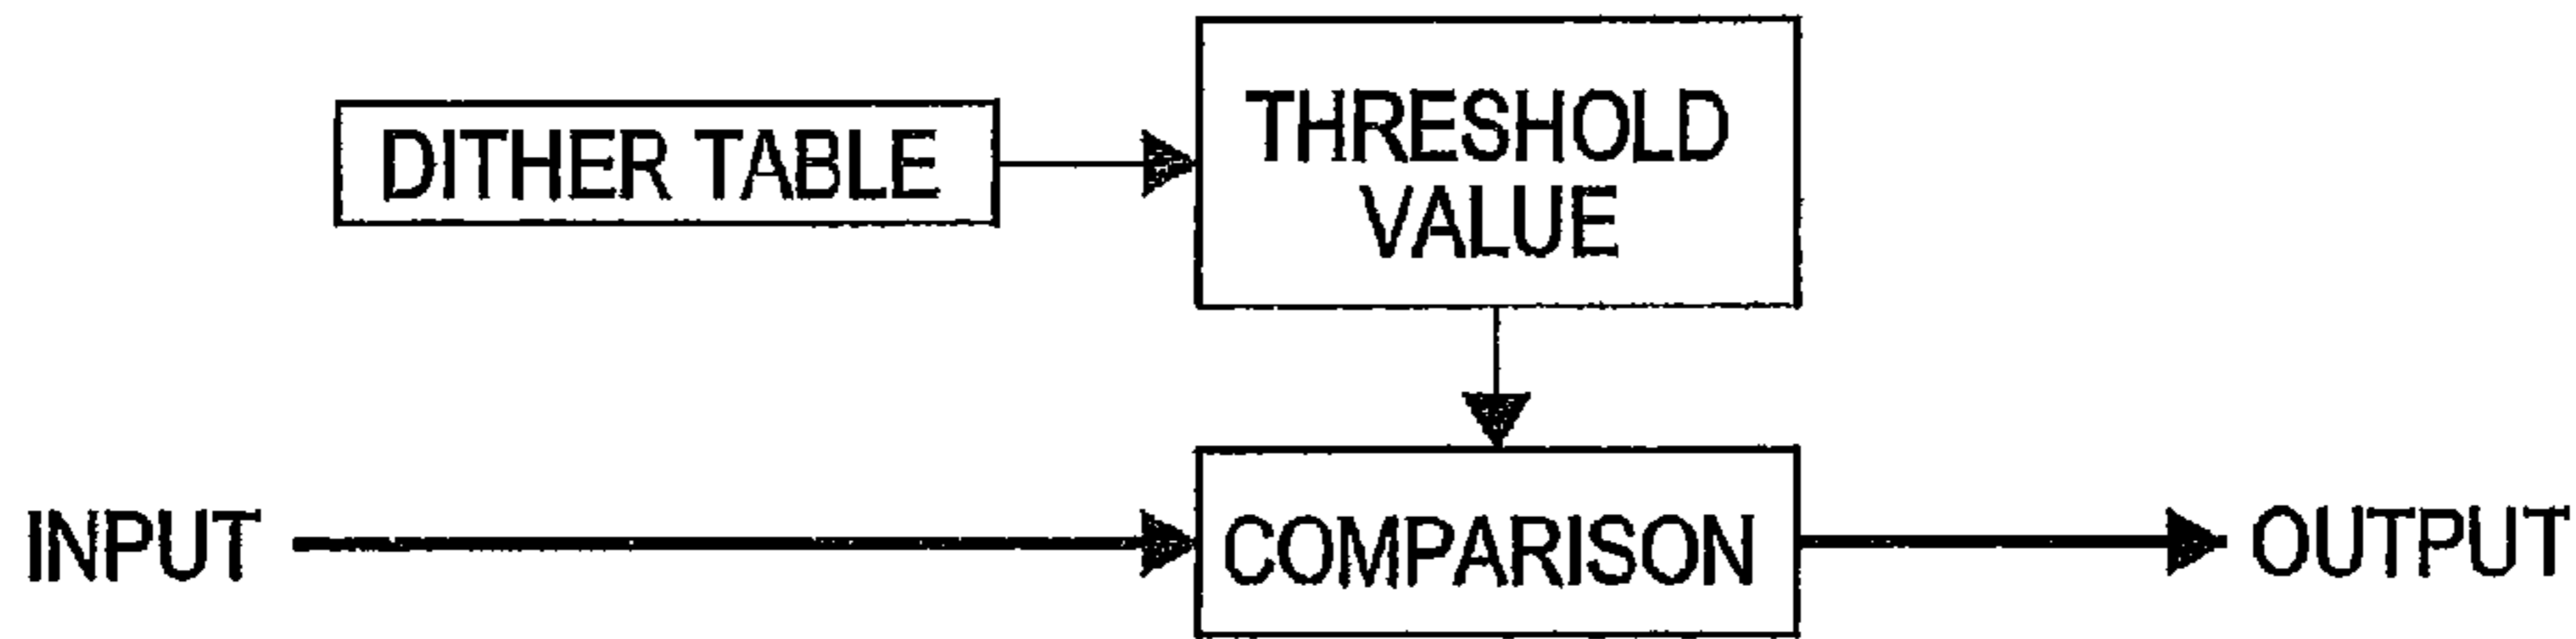 DITHER TABLE
THRESHOLD
VALUE
INPUT
COMPARISON
OUTPUT